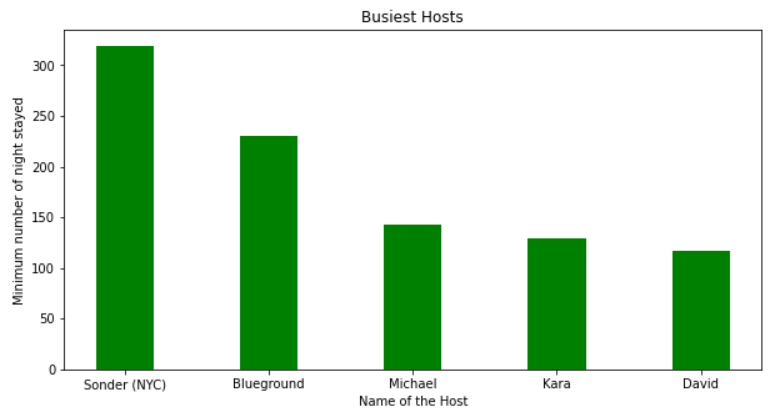 Busiest Hosts
Minimum number of night stayed
300
250
200
150
100
50
0
Sonder (NYC) Blueground Michael Kara David
Name of the Host